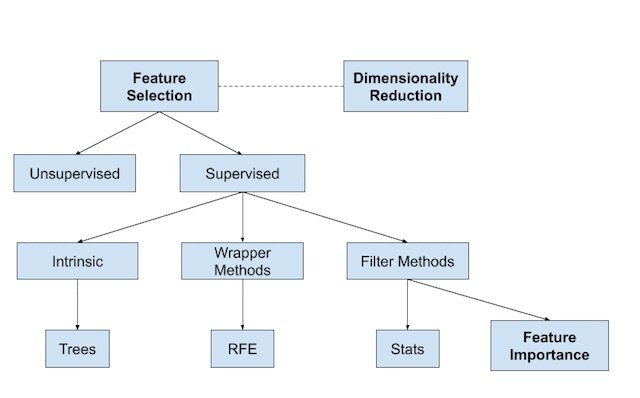 Feature
Selection
Dimensionality
Reduction
Unsupervised
Supervised
Intrinsic
Wrapper
Methods
Filter Methods
Trees
RFE
Stats
Feature
Importance